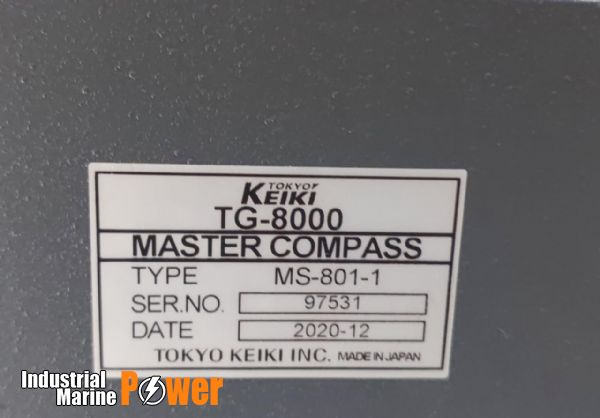 TOKYO
KEIKI
TG-8000
MASTER COMPASS
TYPE MS-801-1
SER.NO. 97531
DATE 2020-12
TOKYO KEIKI INC. MADE IN JAPAN
Industrial
Marine Power